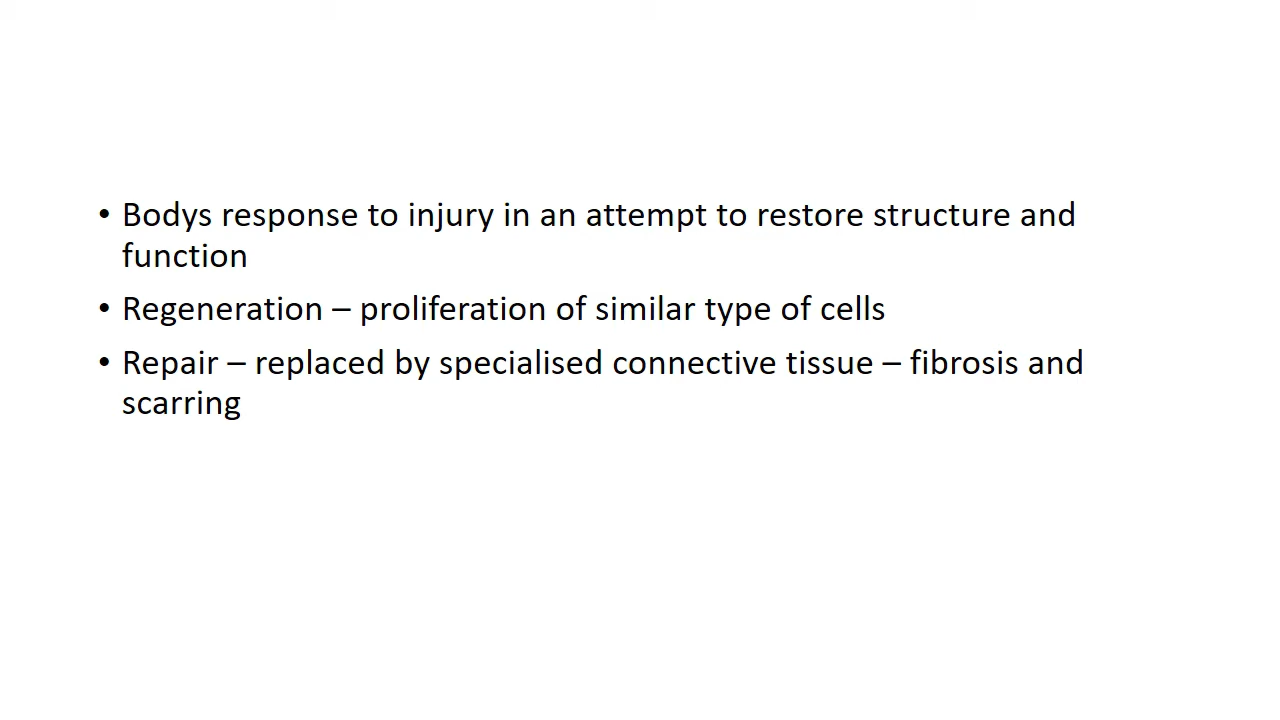 • Bodys response to injury in an attempt to restore structure and
function
• Regeneration – proliferation of similar type of cells
• Repair – replaced by specialised connective tissue – fibrosis and
scarring